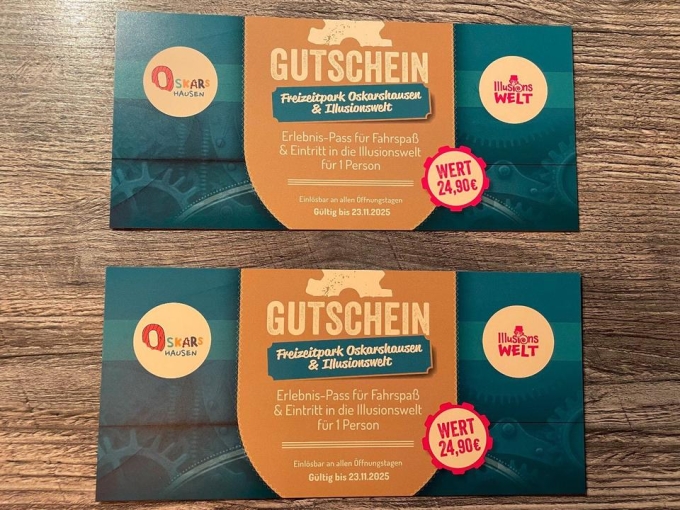 OSKARS
HAUSEN
GUTSCHEIN
Freizeitpark Oskarshausen
& Illusionswelt
Erlebnis-Pass für Fahrspaß
& Eintritt in die Illusionswelt
für 1 Person
Einlösbar an allen Öffnungstagen
Gültig bis 23.11.2025
Illusions
WELT
WERT
24,90€
OSKARS
HAUSEN
GUTSCHEIN
Freizeitpark Oskarshausen
& Illusionswelt
Erlebnis-Pass für Fahrspaß
& Eintritt in die Illusionswelt
für 1 Person
Einlösbar an allen Öffnungstagen
Gültig bis 23.11.2025
Illusions
WELT
WERT
24,90€